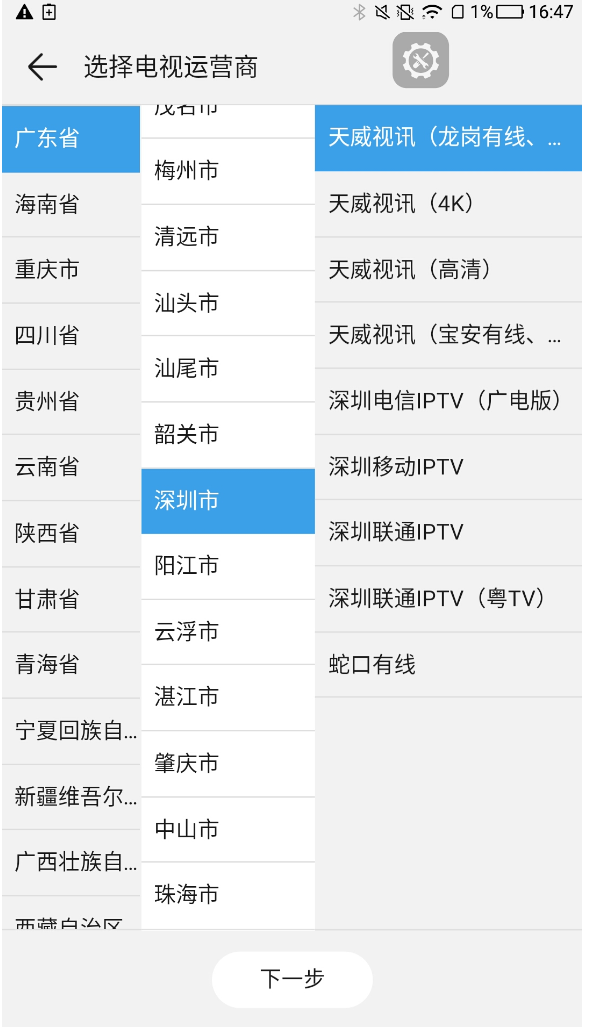 1% 16:47
选择电视运营商
广东省
海南省
重庆市
四川省
贵州省
云南省
陕西省
甘肃省
青海省
宁夏回族自...
新疆维吾尔...
广西壮族自...
西藏自治区
茂名市
梅州市
清远市
汕头市
汕尾市
韶关市
深圳市
阳江市
云浮市
湛江市
肇庆市
中山市
珠海市
天威视讯（龙岗有线、...
天威视讯（4K）
天威视讯（高清）
天威视讯（宝安有线、...
深圳电信IPTV（广电版）
深圳移动IPTV
深圳联通IPTV
深圳联通IPTV（粤TV）
蛇口有线
下一步